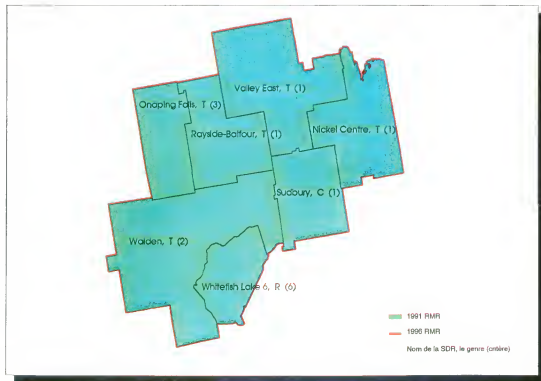 Valley East, T (1)
Onaping Falls, T (3)
Rayside-Balfour, T (1)
Nickel Centre, T (1)
Sudbury, C (1)
Walden, T (2)
Whitefish Lake 6, R (6)
1991 RMR
1996 RMR
Nom de la SDR, le genre (critère)